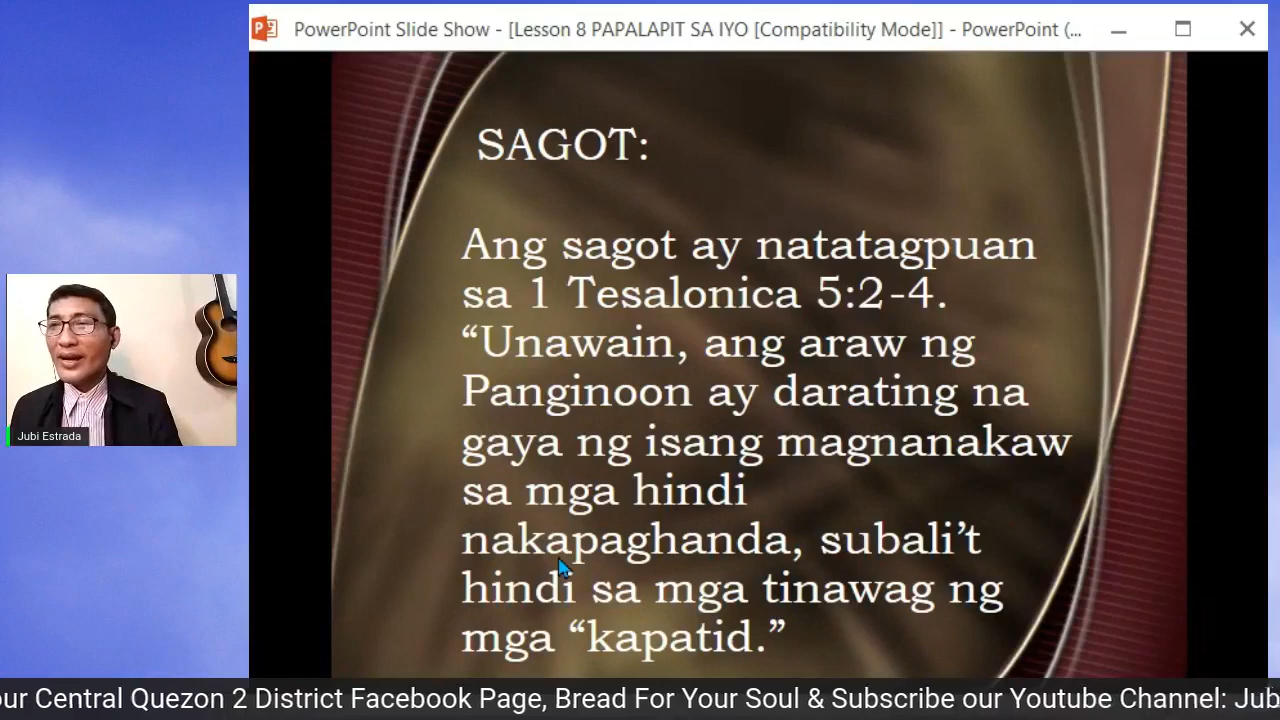 PowerPoint Slide Show - [Lesson 8 PAPALAPIT SA IYO [Compatibility Mode]] - PowerPoint (...
SAGOT:
Ang sagot ay natatagpuan
sa 1 Tesalonica 5:2-4.
“Unawain, ang araw ng
Panginoon ay darating na
gaya ng isang magnanakaw
sa mga hindi
nakapaghanda, subali’t
hindi sa mga tinawag ng
mga “kapatid.”
Jubi Estrada
our Central Quezon 2 District Facebook Page, Bread For Your Soul & Subscribe our Youtube Channel: Jub